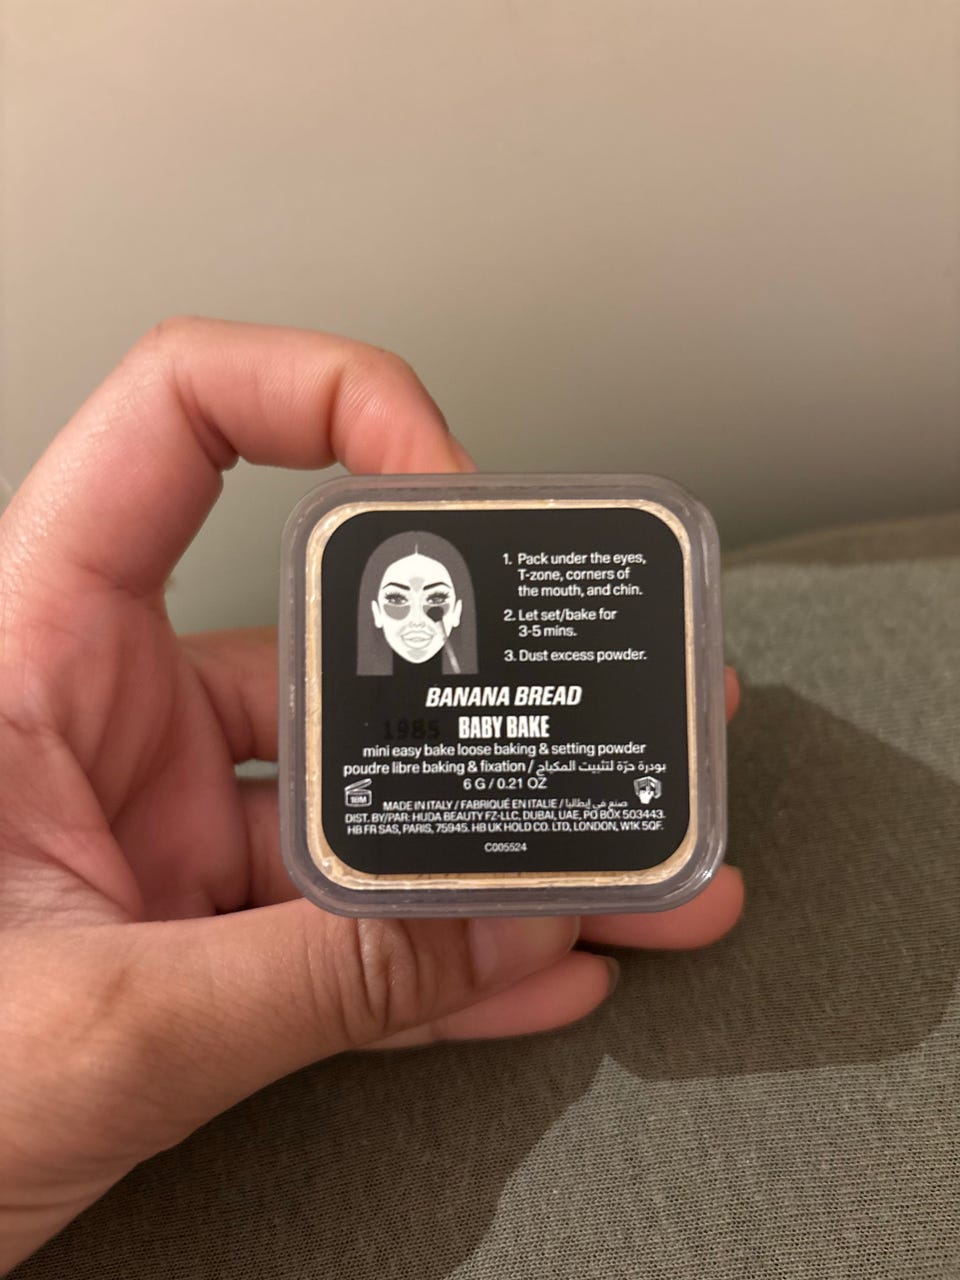 1. Pack under the eyes,
T-zone, corners of
the mouth, and chin.
2. Let set/bake for
3-5 mins.
3. Dust excess powder.
BANANA BREAD
1985 BABY BAKE
mini easy bake loose baking & setting powder
poudre libre baking & fixation / بودرة حرّة لتثبيت المكياج
6 G / 0.21 OZ
18M
MADE IN ITALY / FABRIQUÉ EN ITALIE / صنع في إيطاليا
DIST. BY/PAR: HUDA BEAUTY FZ-LLC, DUBAI, UAE, PO BOX 503443.
HB FR SAS, PARIS, 75945. HB UK HOLD CO. LTD, LONDON, W1K 5QF.
C005524